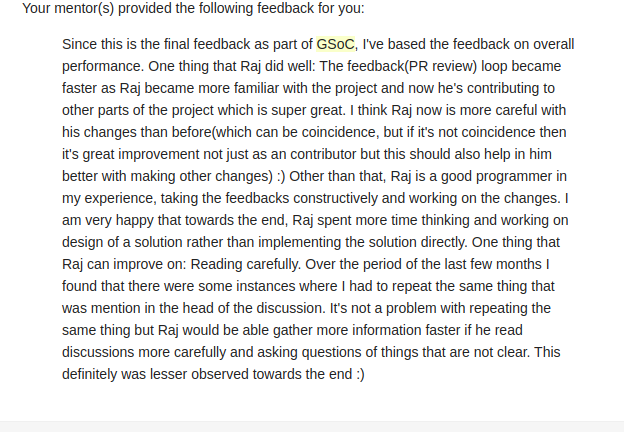 Your mentor(s) provided the following feedback for you:
Since this is the final feedback as part of GSoC, I've based the feedback on overall
performance. One thing that Raj did well: The feedback(PR review) loop became
faster as Raj became more familiar with the project and now he's contributing to
other parts of the project which is super great. I think Raj now is more careful with
his changes than before(which can be coincidence, but if it's not coincidence then
it's great improvement not just as an contributor but this should also help in him
better with making other changes) :) Other than that, Raj is a good programmer in
my experience, taking the feedbacks constructively and working on the changes. I
am very happy that towards the end, Raj spent more time thinking and working on
design of a solution rather than implementing the solution directly. One thing that
Raj can improve on: Reading carefully. Over the period of the last few months I
found that there were some instances where I had to repeat the same thing that
was mention in the head of the discussion. It's not a problem with repeating the
same thing but Raj would be able gather more information faster if he read
discussions more carefully and asking questions of things that are not clear. This
definitely was lesser observed towards the end :)